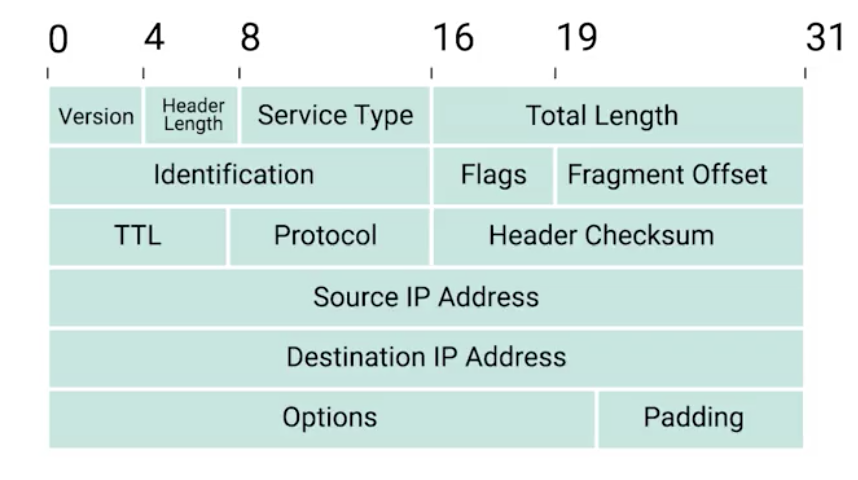 0 4 8 16 19 31
Version Header Length Service Type Total Length
Identification Flags Fragment Offset
TTL Protocol Header Checksum
Source IP Address
Destination IP Address
Options Padding